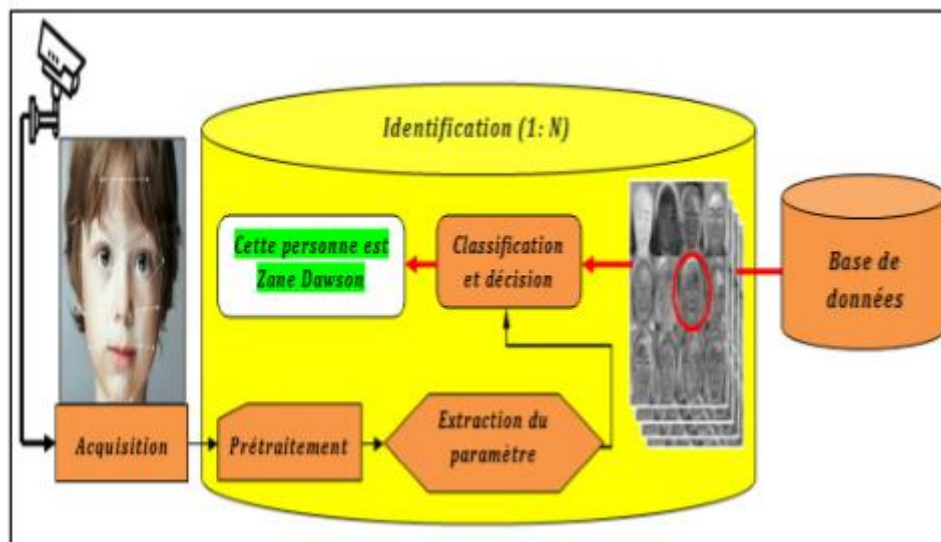 Identification (1: N)
Cette personne est
Zane Dawson
Classification
et décision
Base de
données
Acquisition
Prétraitement
Extraction du
paramètre